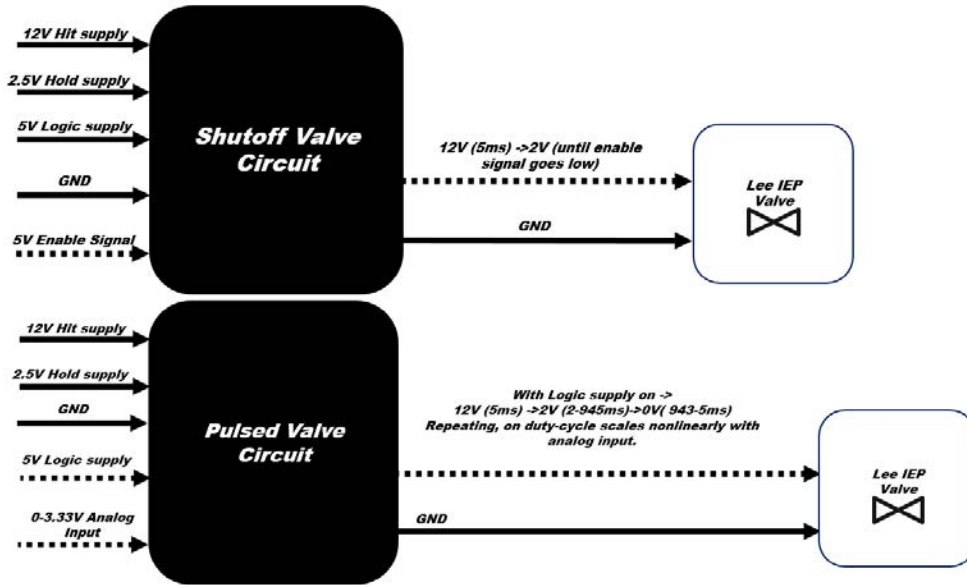 12V Hit supply
2.5V Hold supply
5V Logic supply
GND
5V Enable Signal
Shutoff Valve
Circuit
12V (5ms) ->2V (until enable
signal goes low)
GND
Lee IEP
Valve
12V Hit supply
2.5V Hold supply
GND
5V Logic supply
0-3.33V Analog
Input
Pulsed Valve
Circuit
With Logic supply on ->
12V (5ms) ->2V (2-945ms)->0V( 943-5ms)
Repeating, on duty-cycle scales nonlinearly with
analog input.
GND
Lee IEP
Valve